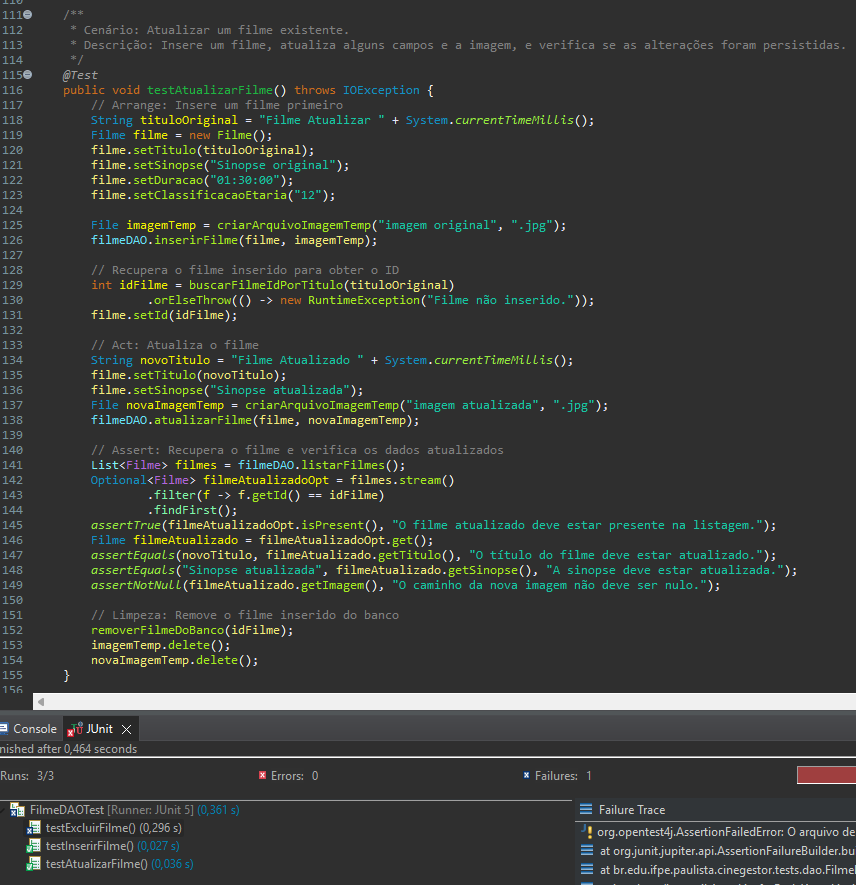 110
111 /**
112 * Cenário: Atualizar um filme existente.
113 * Descrição: Insere um filme, atualiza alguns campos e a imagem, e verifica se as alterações foram persistidas.
114 */
115 @Test
116 public void testAtualizarFilme() throws IOException {
117 // Arrange: Insere um filme primeiro
118 String tituloOriginal = "Filme Atualizar " + System.currentTimeMillis();
119 Filme filme = new Filme();
120 filme.setTitulo(tituloOriginal);
121 filme.setSinopse("Sinopse original");
122 filme.setDuracao("01:30:00");
123 filme.setClassificacaoEtaria("12");
124
125 File imagemTemp = criarArquivoImagemTemp("imagem original", ".jpg");
126 filmeDAO.inserirFilme(filme, imagemTemp);
127
128 // Recupera o filme inserido para obter o ID
129 int idFilme = buscarFilmeIdPorTitulo(tituloOriginal)
130 .orElseThrow(() -> new RuntimeException("Filme não inserido."));
131 filme.setId(idFilme);
132
133 // Act: Atualiza o filme
134 String novoTitulo = "Filme Atualizado " + System.currentTimeMillis();
135 filme.setTitulo(novoTitulo);
136 filme.setSinopse("Sinopse atualizada");
137 File novaImagemTemp = criarArquivoImagemTemp("imagem atualizada", ".jpg");
138 filmeDAO.atualizarFilme(filme, novaImagemTemp);
139
140 // Assert: Recupera o filme e verifica os dados atualizados
141 List<Filme> filmes = filmeDAO.listarFilmes();
142 Optional<Filme> filmeAtualizadoOpt = filmes.stream()
143 .filter(f -> f.getId() == idFilme)
144 .findFirst();
145 assertTrue(filmeAtualizadoOpt.isPresent(), "O filme atualizado deve estar presente na listagem.");
146 Filme filmeAtualizado = filmeAtualizadoOpt.get();
147 assertEquals(novoTitulo, filmeAtualizado.getTitulo(), "O título do filme deve estar atualizado.");
148 assertEquals("Sinopse atualizada", filmeAtualizado.getSinopse(), "A sinopse deve estar atualizada.");
149 assertNotNull(filmeAtualizado.getImagem(), "O caminho da nova imagem não deve ser nulo.");
150
151 // Limpeza: Remove o filme inserido do banco
152 removerFilmeDoBanco(idFilme);
153 imagemTemp.delete();
154 novaImagemTemp.delete();
155 }
156
Console JUnit
nished after 0,464 seconds
Runs: 3/3 Errors: 0 Failures: 1
FilmeDAOTest [Runner: JUnit 5] (0,361 s)
testExcluirFilme() (0,296 s)
testInserirFilme() (0,027 s)
testAtualizarFilme() (0,036 s)
Failure Trace
org.opentest4j.AssertionFailedError: O arquivo de
at org.junit.jupiter.api.AssertionFailureBuilder.bu
at br.edu.ifpe.paulista.cinegestor.tests.dao.Filme